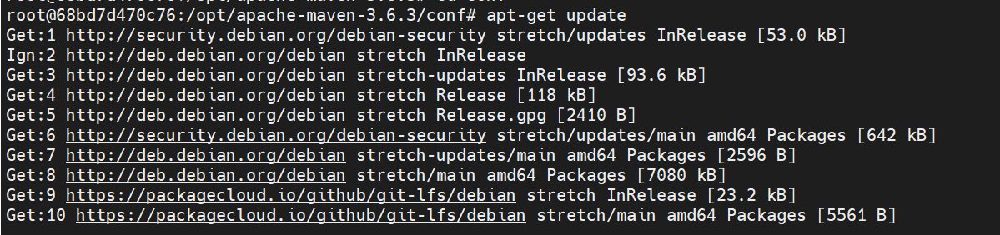 root@68bd7d470c76:/opt/apache-maven-3.6.3/conf# apt-get update
Get:1 http://security.debian.org/debian-security stretch/updates InRelease [53.0 kB]
Ign:2 http://deb.debian.org/debian stretch InRelease
Get:3 http://deb.debian.org/debian stretch-updates InRelease [93.6 kB]
Get:4 http://deb.debian.org/debian stretch Release [118 kB]
Get:5 http://deb.debian.org/debian stretch Release.gpg [2410 B]
Get:6 http://security.debian.org/debian-security stretch/updates/main amd64 Packages [642 kB]
Get:7 http://deb.debian.org/debian stretch-updates/main amd64 Packages [2596 B]
Get:8 http://deb.debian.org/debian stretch/main amd64 Packages [7080 kB]
Get:9 https://packagecloud.io/github/git-lfs/debian stretch InRelease [23.2 kB]
Get:10 https://packagecloud.io/github/git-lfs/debian stretch/main amd64 Packages [5561 B]